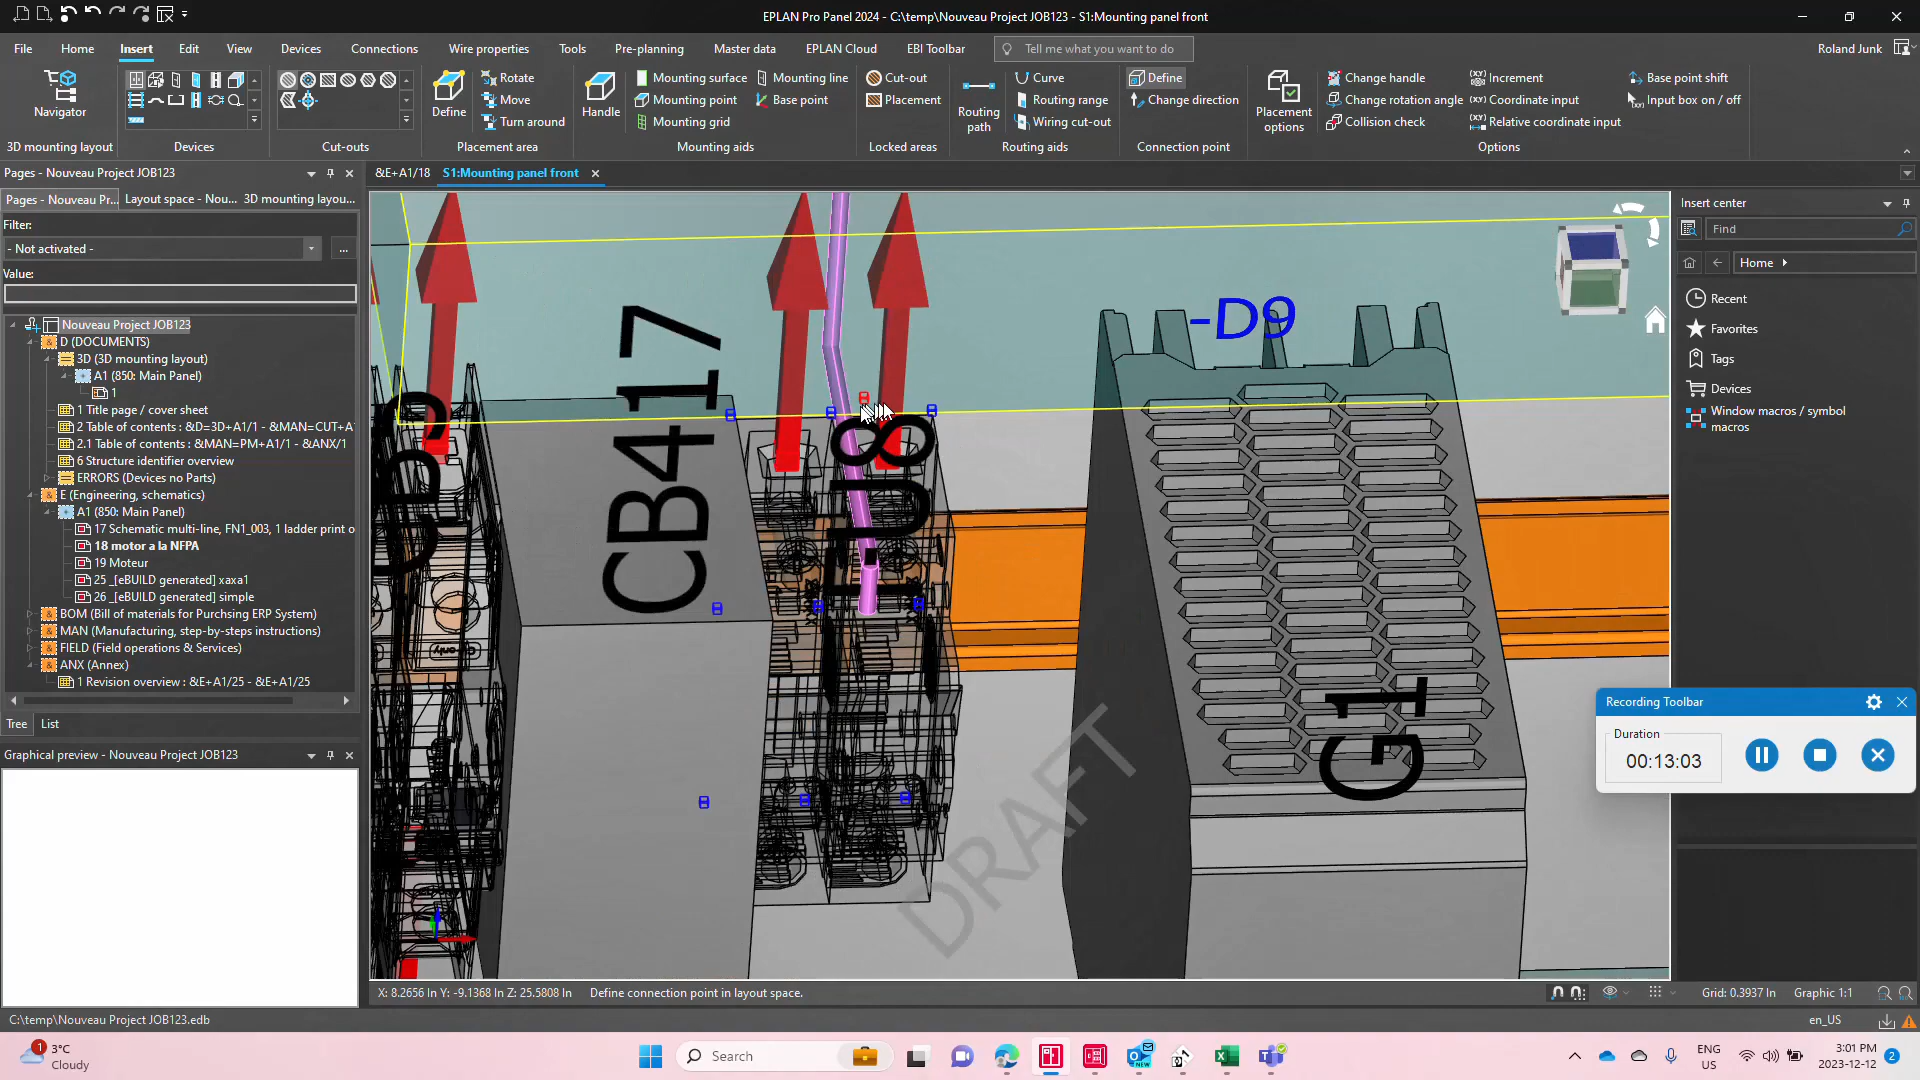 EPLAN Pro Panel 2024 - C:\temp\Nouveau Project JOB123 - S1:Mounting panel front
File
Home
Insert
Edit
View
Devices
Connections
Wire properties
Tools
Pre-planning
Master data
EPLAN Cloud
EBI Toolbar
Tell me what you want to do
Roland Junk
Navigator
3D mounting layout
Devices
Cut-outs
Define
Rotate
Move
Turn around
Placement area
Handle
Mounting surface
Mounting point
Mounting grid
Mounting line
Base point
Mounting aids
Cut-out
Placement
Locked areas
Routing path
Curve
Routing range
Wiring cut-out
Routing aids
Define
Change direction
Connection point
Placement options
Change handle
Change rotation angle
Collision check
Increment
Coordinate input
Relative coordinate input
Base point shift
Input box on / off
Options
Pages - Nouveau Project JOB123
Pages - Nouveau Pr...
Layout space - Nou...
3D mounting layou...
Filter:
- Not activated -
...
Value:
Nouveau Project JOB123
D (DOCUMENTS)
3D (3D mounting layout)
A1 (850: Main Panel)
1
1 Title page / cover sheet
2 Table of contents : &D=3D+A1/1 - &MAN=CUT+A
2.1 Table of contents : &MAN=PM+A1/1 - &ANX/1
6 Structure identifier overview
ERRORS (Devices no Parts)
E (Engineering, schematics)
A1 (850: Main Panel)
17 Schematic multi-line, FN1_003, 1 ladder print o
18 motor a la NFPA
19 Moteur
25 _[eBUILD generated] xaxa1
26 _[eBUILD generated] simple
BOM (Bill of materials for Purchsing ERP System)
MAN (Manufacturing, step-by-steps instructions)
FIELD (Field operations & Services)
ANX (Annex)
1 Revision overview : &E+A1/25 - &E+A1/25
Tree
List
Graphical preview - Nouveau Project JOB123
&E+A1/18
S1:Mounting panel front
CB417
-D9
G1
DRAFT
X: 8.2656 In Y: -9.1368 In Z: 25.5808 In
Define connection point in layout space.
Grid: 0.3937 In
Graphic 1:1
Insert center
Find
Home
Recent
Favorites
Tags
Devices
Window macros / symbol macros
Recording Toolbar
Duration
00:13:03
C:\temp\Nouveau Project JOB123.edb
en_US
1
3°C
Cloudy
Search
NEW
ENG
US
3:01 PM
2023-12-12
2